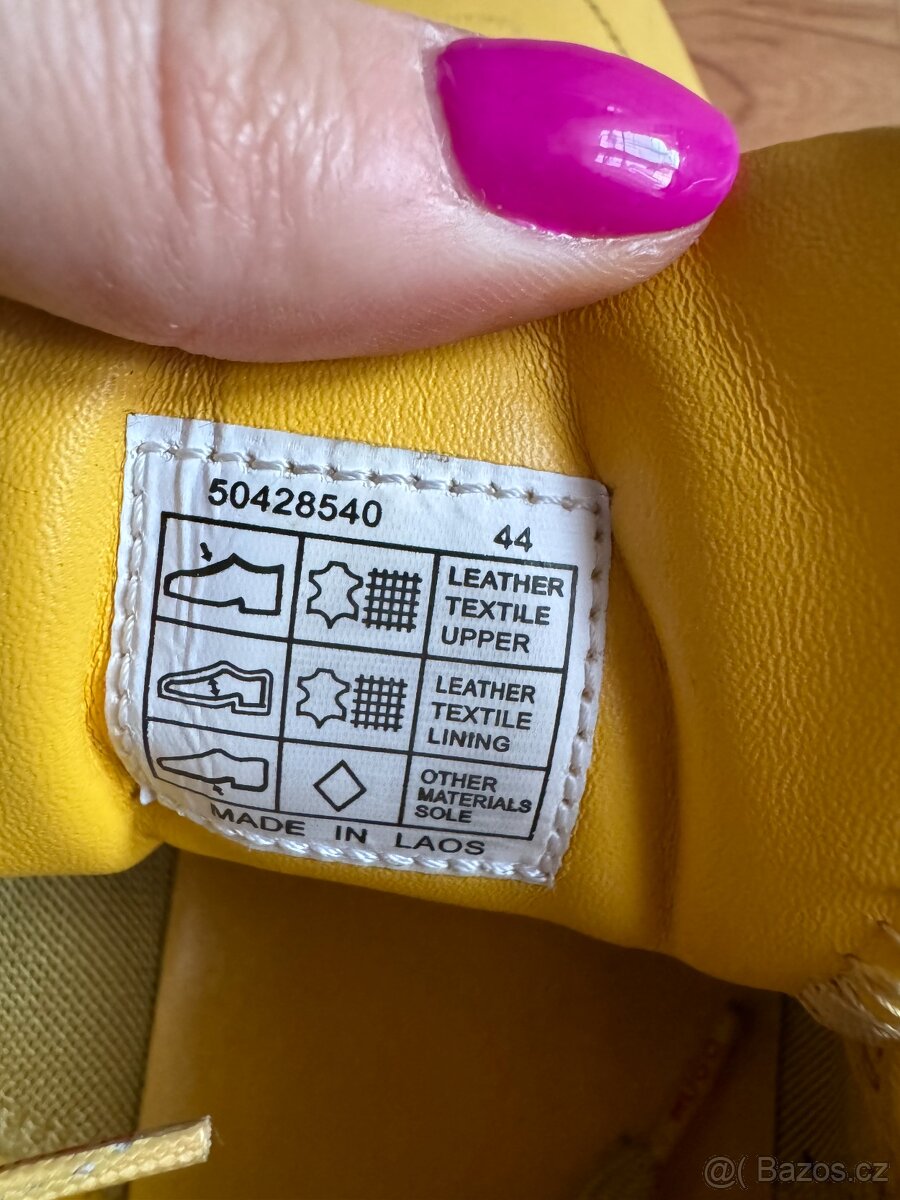 50428540 44
LEATHER
TEXTILE
UPPER
LEATHER
TEXTILE
LINING
OTHER
MATERIALS
SOLE
MADE IN LAOS
@( Bazos.cz